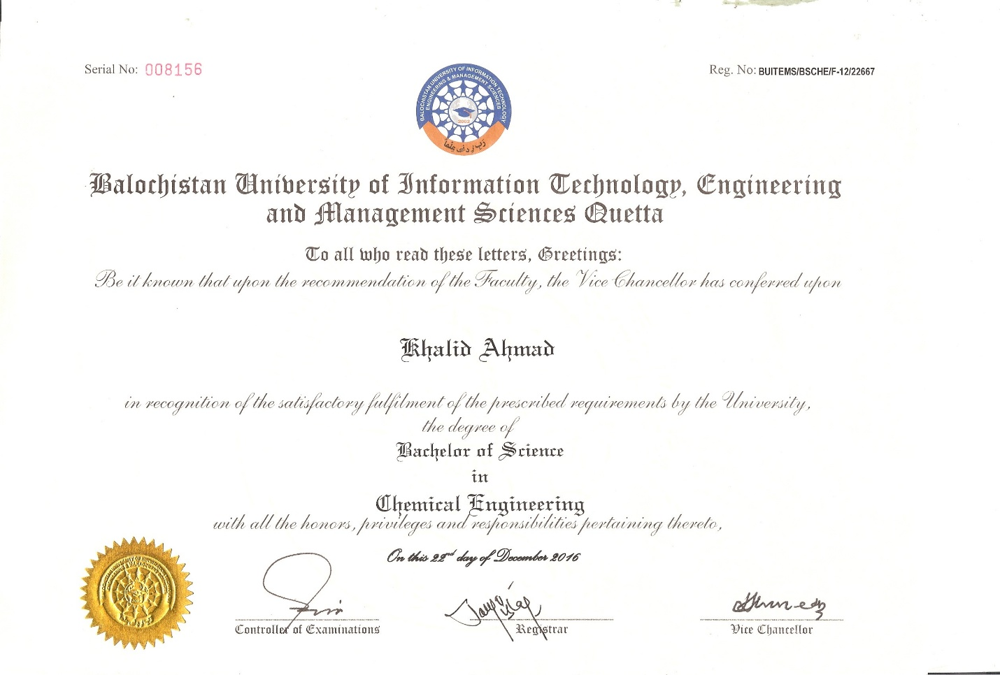 Serial No: 008156
Reg. No: BUITEMS/BSCHE/F-12/22667
BALOCHISTAN UNIVERSITY OF INFORMATION TECHNOLOGY
ENGINEERING & MANAGEMENT SCIENCES
2002
رَبِّ زِدْنِي عِلْمًا
Balochistan University of Information Technology, Engineering
and Management Sciences Quetta
To all who read these letters, Greetings:
Be it known that upon the recommendation of the Faculty, the Vice Chancellor has conferred upon
Khalid Ahmad
in recognition of the satisfactory fulfilment of the prescribed requirements by the University,
the degree of
Bachelor of Science
in
Chemical Engineering
with all the honors, privileges and responsibilities pertaining thereto,
On this 22nd day of December 2016
Controller of Examinations
Registrar
Vice Chancellor